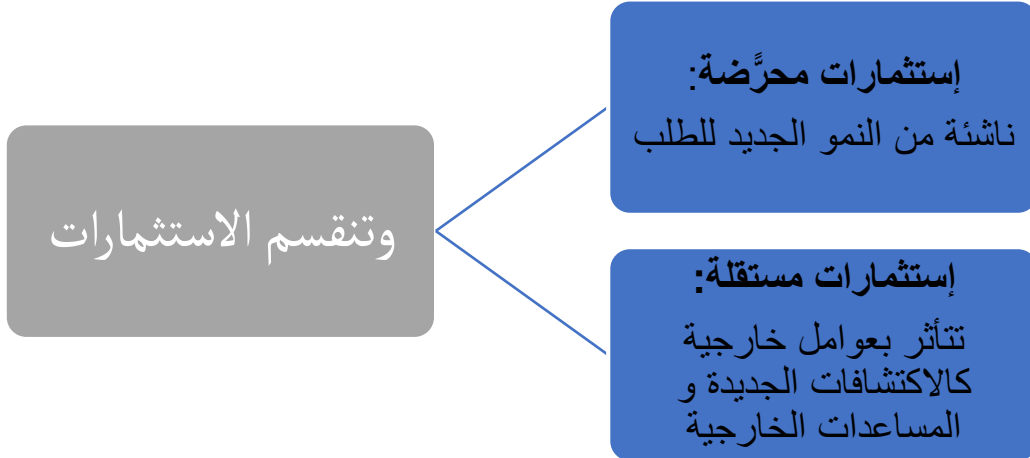 وتنقسم الاستثمارات
إستثمارات محرَّضة:
ناشئة من النمو الجديد للطلب
إستثمارات مستقلة:
تتأثر بعوامل خارجية
كالاكتشافات الجديدة و
المساعدات الخارجية